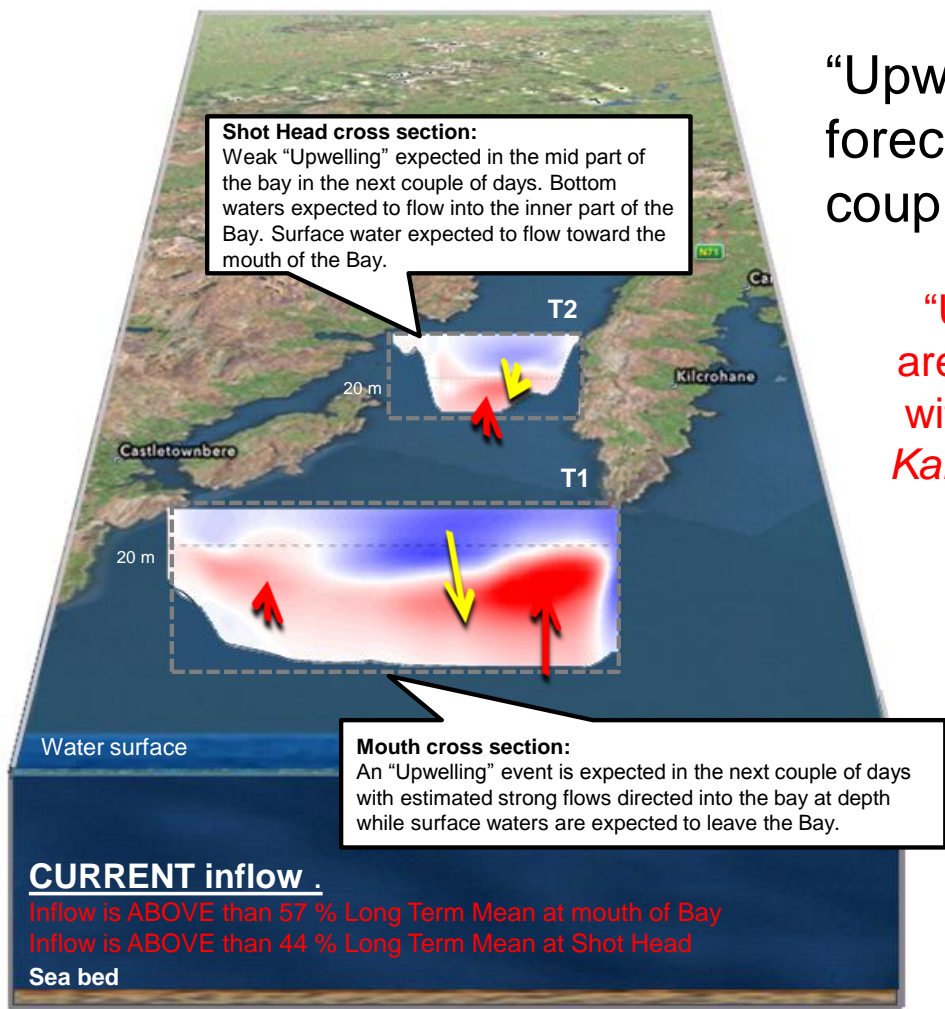 “Upw
forec
coup
Shot Head cross section:
Weak “Upwelling” expected in the mid part of
the bay in the next couple of days. Bottom
waters expected to flow into the inner part of the
Bay. Surface water expected to flow toward the
mouth of the Bay.
N71
Ca
T2
“U
are
wi
Ka
20 m
Kilcrohane
Castletownbere
T1
20 m
Water surface
Mouth cross section:
An “Upwelling” event is expected in the next couple of days
with estimated strong flows directed into the bay at depth
while surface waters are expected to leave the Bay.
CURRENT inflow .
Inflow is ABOVE than 57 % Long Term Mean at mouth of Bay
Inflow is ABOVE than 44 % Long Term Mean at Shot Head
Sea bed